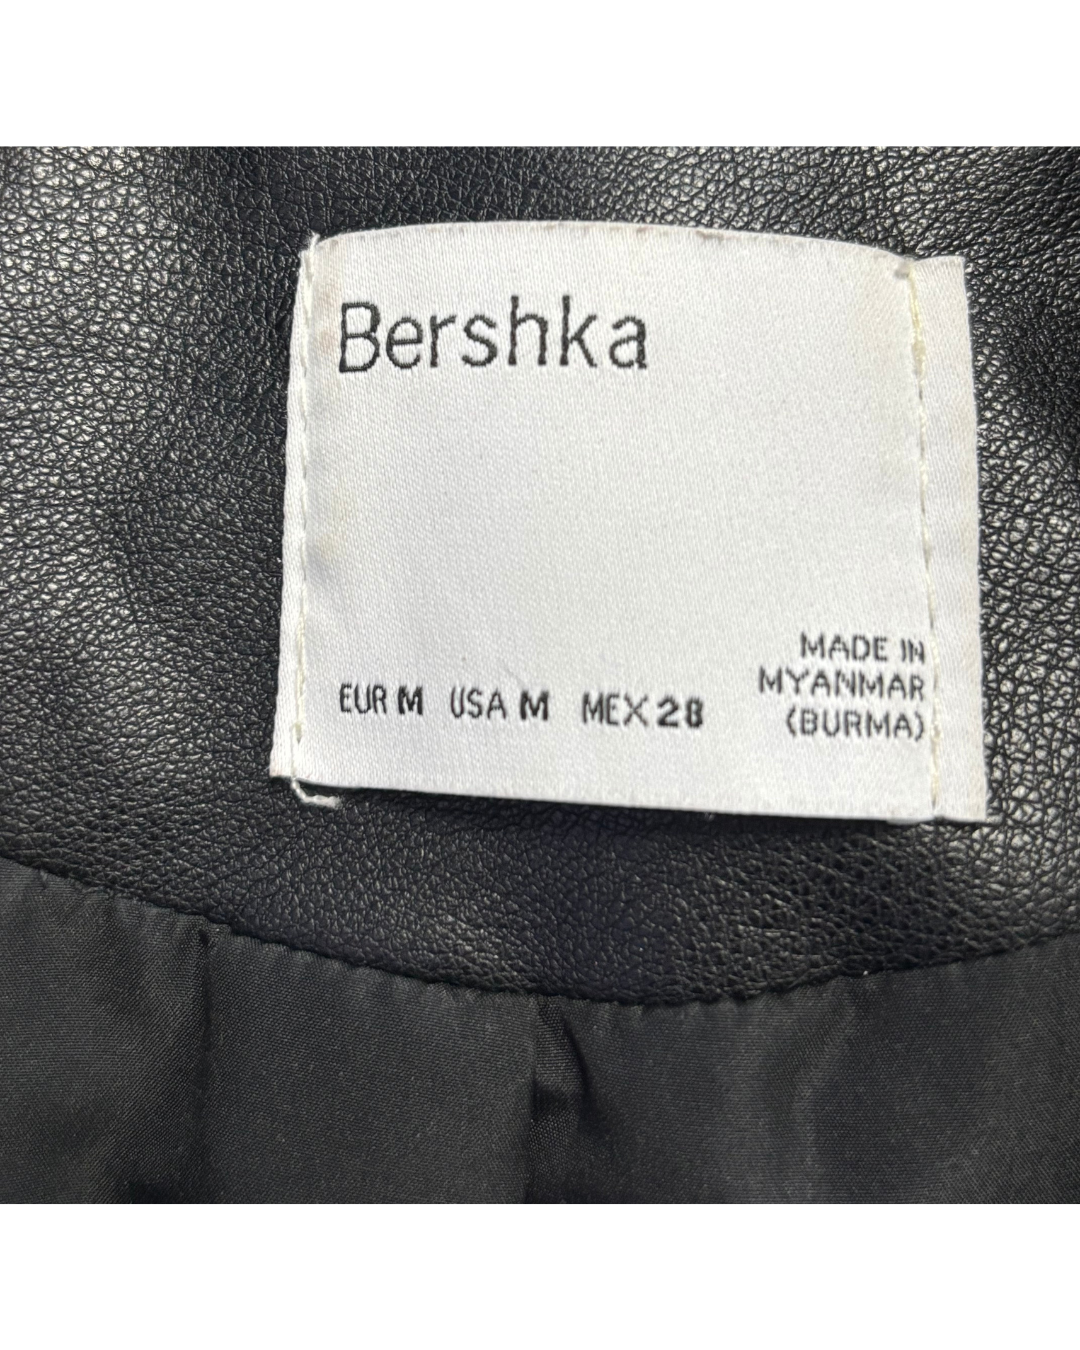 Bershka
EUR M USA M MEX 28
MADE IN
MYANMAR
(BURMA)